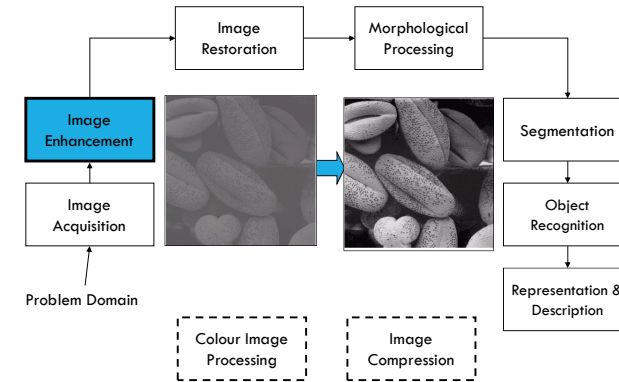 Image
Restoration
Morphological
Processing
Image
Enhancement
Segmentation
Image
Acquisition
Object
Recognition
Problem Domain
Representation &
Description
Colour Image
Processing
Image
Compression